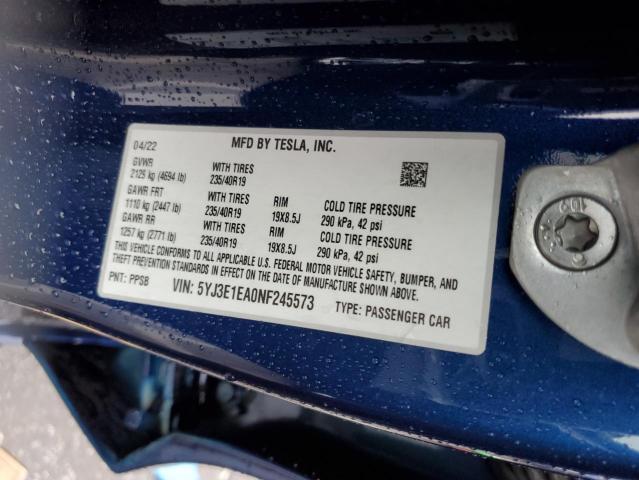 MFD BY TESLA, INC.
04/22
GVWR
2129 kg (4694 lb) WITH TIRES 235/40R19
GAWR FRT WITH TIRES RIM COLD TIRE PRESSURE
1110 kg (2447 lb) 235/40R19 19X8.5J 290 kPa, 42 psi
GAWR RR WITH TIRES RIM COLD TIRE PRESSURE
1257 kg (2771 lb) 235/40R19 19X8.5J 290 kPa, 42 psi
THIS VEHICLE CONFORMS TO ALL APPLICABLE U.S. FEDERAL MOTOR VEHICLE SAFETY, BUMPER, AND
THEFT PREVENTION STANDARDS IN EFFECT ON THE DATE OF MANUFACTURE SHOWN ABOVE.
PNT: PPSB VIN: 5YJ3E1EA0NF245573 TYPE: PASSENGER CAR